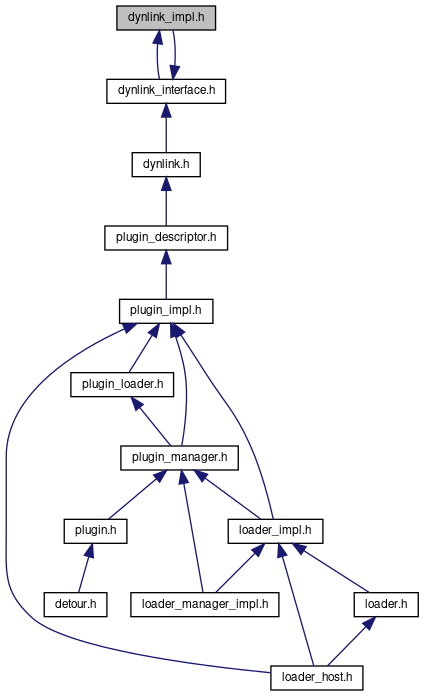 dynlink_impl.h
dynlink_interface.h
dynlink.h
plugin_descriptor.h
plugin_impl.h
plugin_loader.h
plugin_manager.h
plugin.h
loader_impl.h
detour.h
loader_manager_impl.h
loader.h
loader_host.h